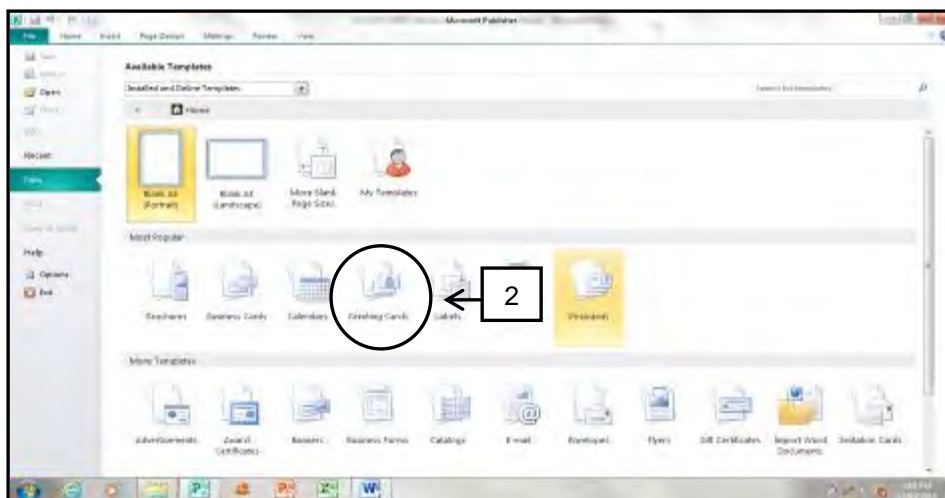 Microsoft Publisher
File Home Insert Page Design Mailings Review View
Available Templates
Installed and Online Templates
Search for templates
Open
Home
Recent
New
Blank A4 (Portrait)
Blank A4 (Landscape)
More Blank Page Sizes
My Templates
Most Popular
Help
Options
Exit
Brochures Business Cards Calendars Greeting Cards Labels Postcards
2
More Templates
Advertisements Award Certificates Banners Business Forms Catalogs E-mail Envelopes Flyers Gift Certificates Import Word Documents Invitation Cards